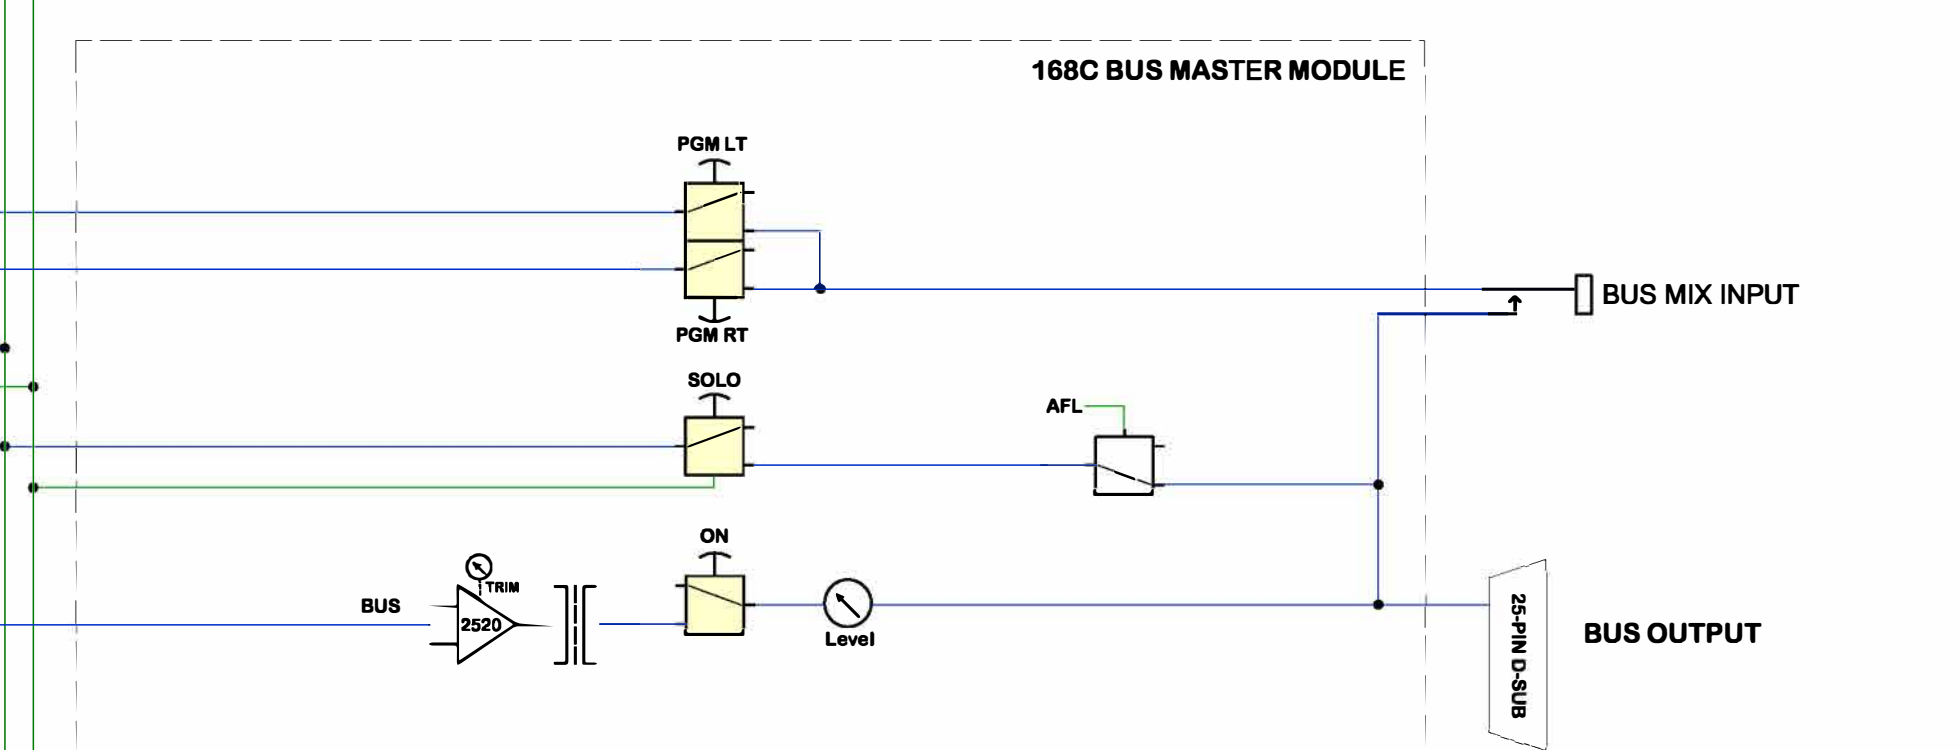 168C BUS MASTER MODULE
PGM LT
PGM RT
BUS MIX INPUT
SOLO
AFL
ON
TRIM
BUS
2520
Level
25-PIN D-SUB
BUS OUTPUT